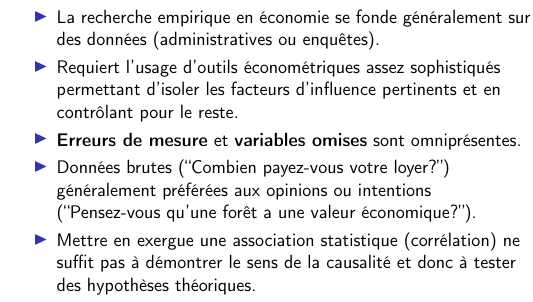 La recherche empirique en économie se fonde généralement sur
des données (administratives ou enquêtes).
Requiert l'usage d'outils économétriques assez sophistiqués
permettant d'isoler les facteurs d'influence pertinents et en
contrôlant pour le reste.
Erreurs de mesure et variables omises sont omniprésentes.
Données brutes (“Combien payez-vous votre loyer?”)
généralement préférées aux opinions ou intentions
(“Pensez-vous qu'une forêt a une valeur économique?”).
Mettre en exergue une association statistique (corrélation) ne
suffit pas à démontrer le sens de la causalité et donc à tester
des hypothèses théoriques.